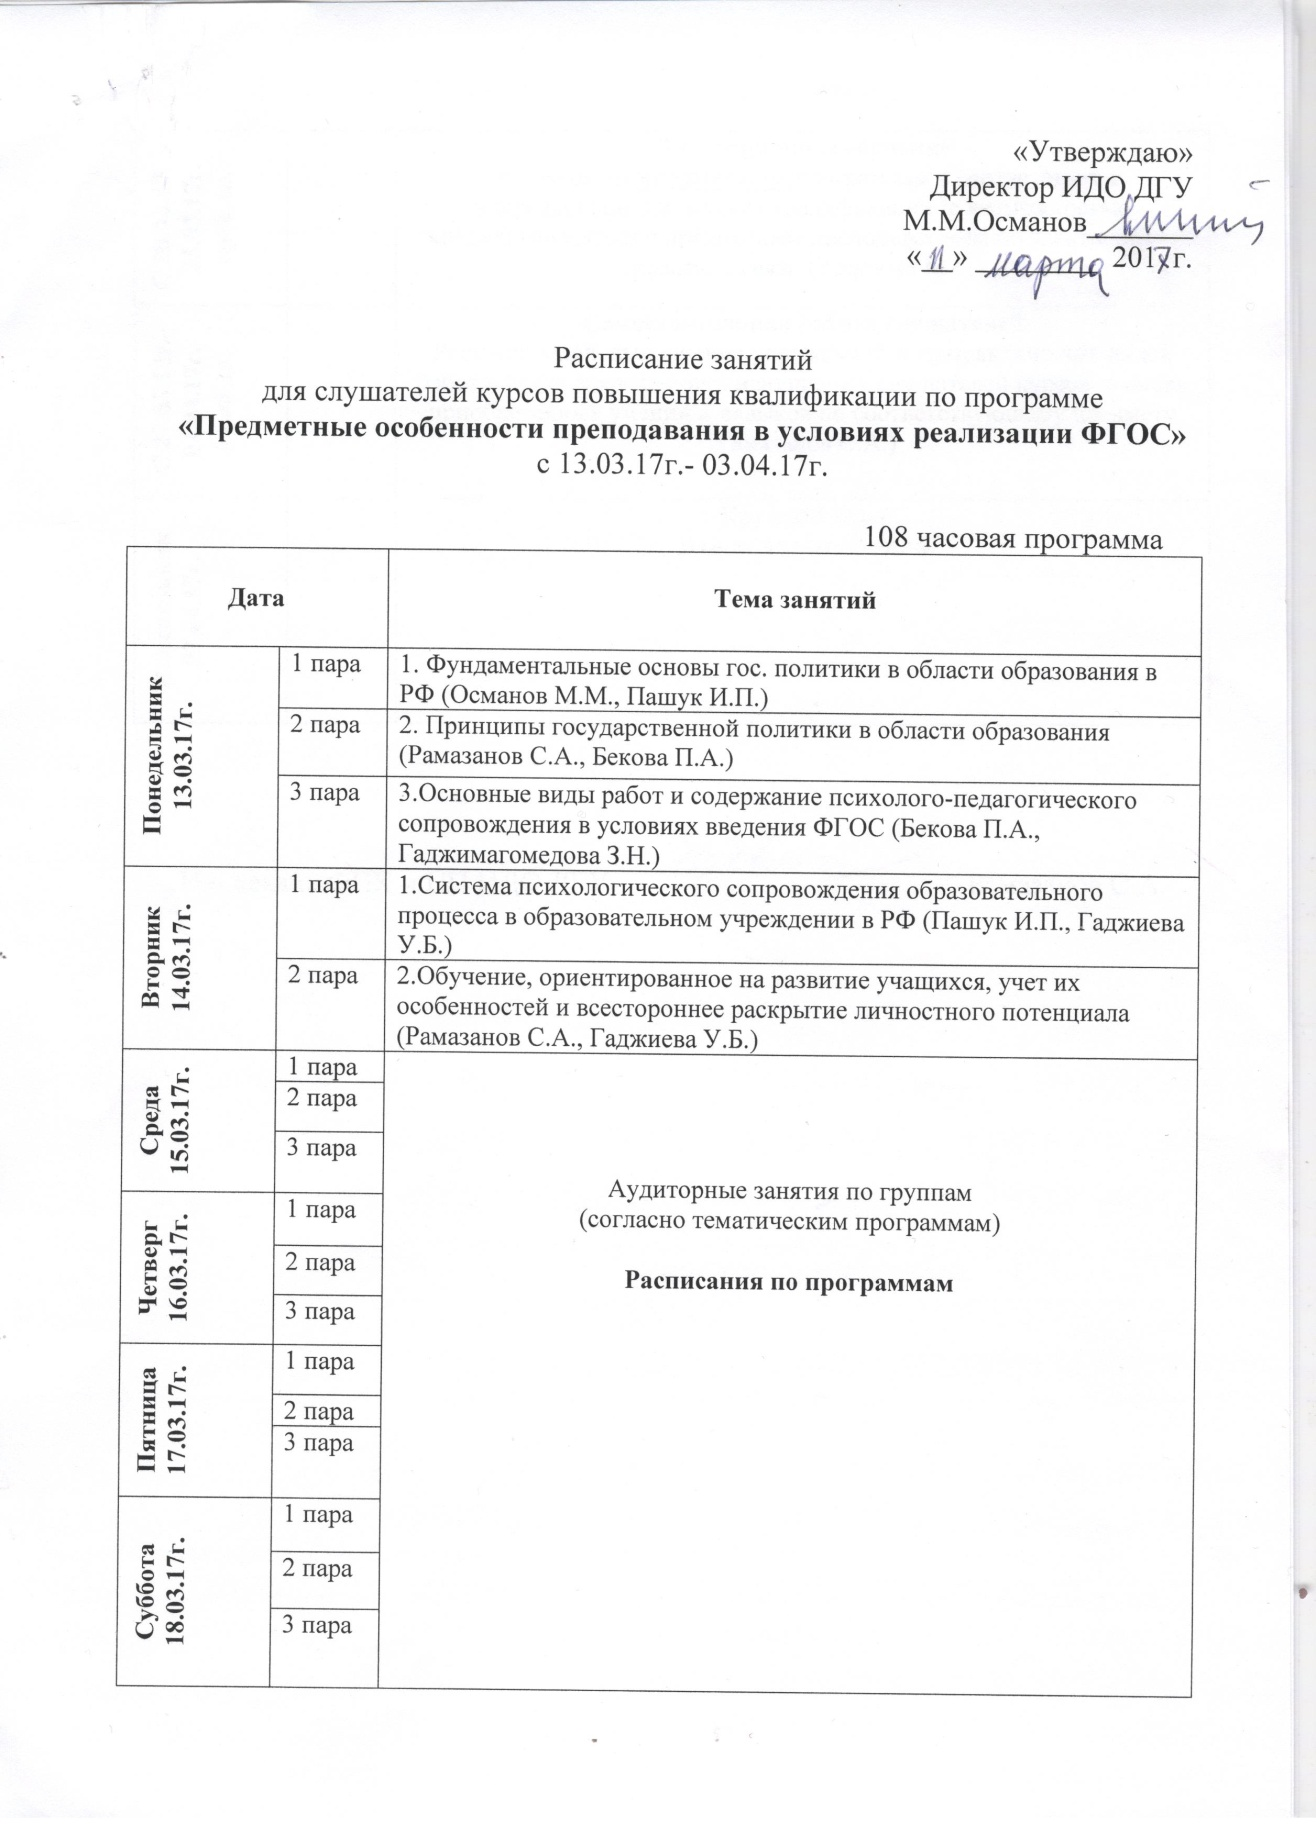 «Утверждаю»
Директор ИДО ДГУ
М.М.Османов________
«11» марта 2017г.
Расписание занятий
для слушателей курсов повышения квалификации по программе
«Предметные особенности преподавания в условиях реализации ФГОС»
с 13.03.17г.- 03.04.17г.
108 часовая программа
Дата
Тема занятий
Понедельник
13.03.17г.
1 пара
1. Фундаментальные основы гос. политики в области образования в
РФ (Османов М.М., Пашук И.П.)
2 пара
2. Принципы государственной политики в области образования
(Рамазанов С.А., Бекова П.А.)
3 пара
3.Основные виды работ и содержание психолого-педагогического
сопровождения в условиях введения ФГОС (Бекова П.А.,
Гаджимагомедова З.Н.)
Вторник
14.03.17г.
1 пара
1.Система психологического сопровождения образовательного
процесса в образовательном учреждении в РФ (Пашук И.П., Гаджиева
У.Б.)
2 пара
2.Обучение, ориентированное на развитие учащихся, учет их
особенностей и всестороннее раскрытие личностного потенциала
(Рамазанов С.А., Гаджиева У.Б.)
Среда
15.03.17г.
1 пара
2 пара
3 пара
Четверг
16.03.17г.
1 пара
2 пара
3 пара
Пятница
17.03.17г.
1 пара
2 пара
3 пара
Суббота
18.03.17г.
1 пара
2 пара
3 пара
Аудиторные занятия по группам
(согласно тематическим программам)
Расписания по программам